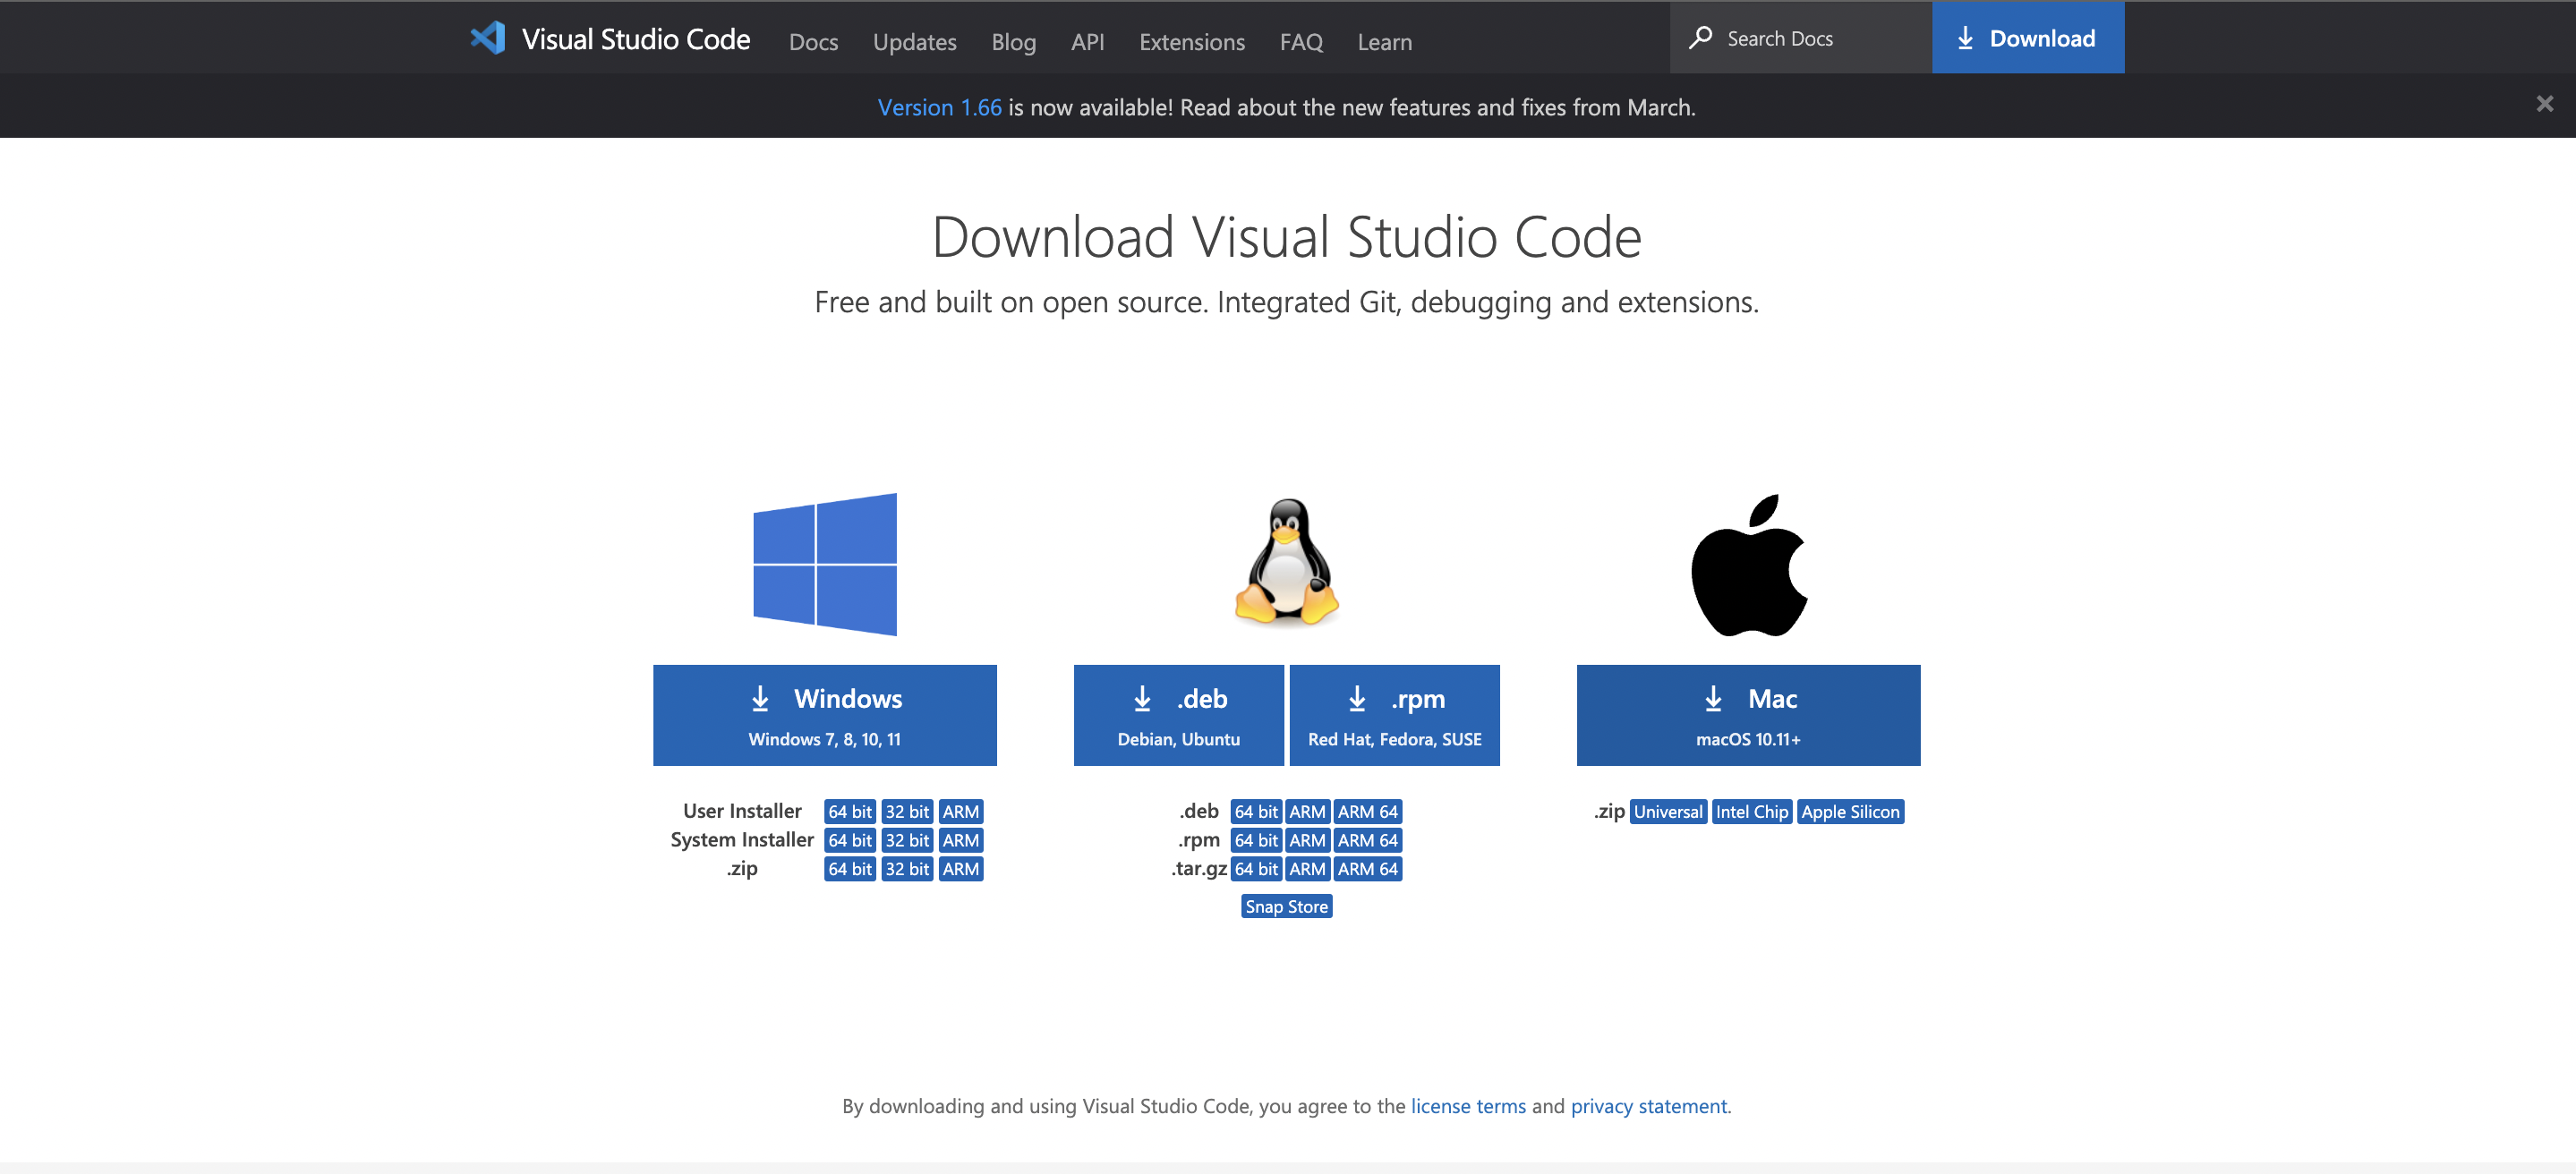 Visual Studio Code Docs Updates Blog API Extensions FAQ Learn Search Docs Download
Version 1.66 is now available! Read about the new features and fixes from March.
Download Visual Studio Code
Free and built on open source. Integrated Git, debugging and extensions.
Windows
Windows 7, 8, 10, 11
User Installer 64 bit 32 bit ARM
System Installer 64 bit 32 bit ARM
.zip 64 bit 32 bit ARM
.deb
Debian, Ubuntu
.rpm
Red Hat, Fedora, SUSE
.deb 64 bit ARM ARM 64
.rpm 64 bit ARM ARM 64
.tar.gz 64 bit ARM ARM 64
Snap Store
Mac
macOS 10.11+
.zip Universal Intel Chip Apple Silicon
By downloading and using Visual Studio Code, you agree to the license terms and privacy statement.